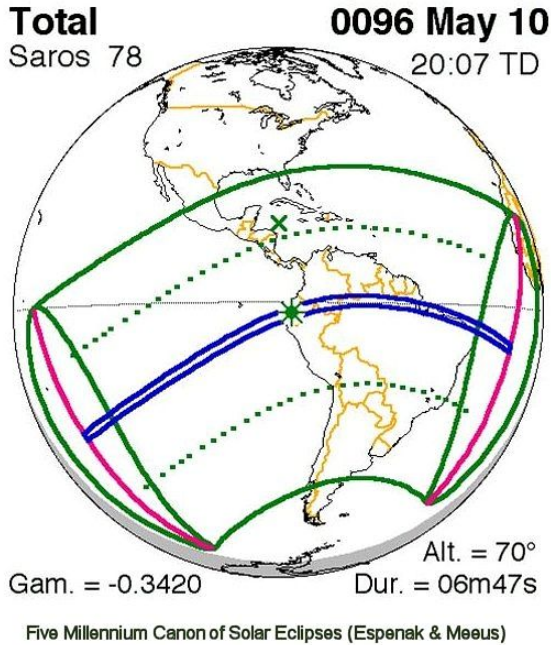 Total 0096 May 10
Saros 78 20:07 TD
Alt. = 70°
Gam. = -0.3420 Dur. = 06m47s
Five Millennium Canon of Solar Eclipses (Espenak & Meeus)